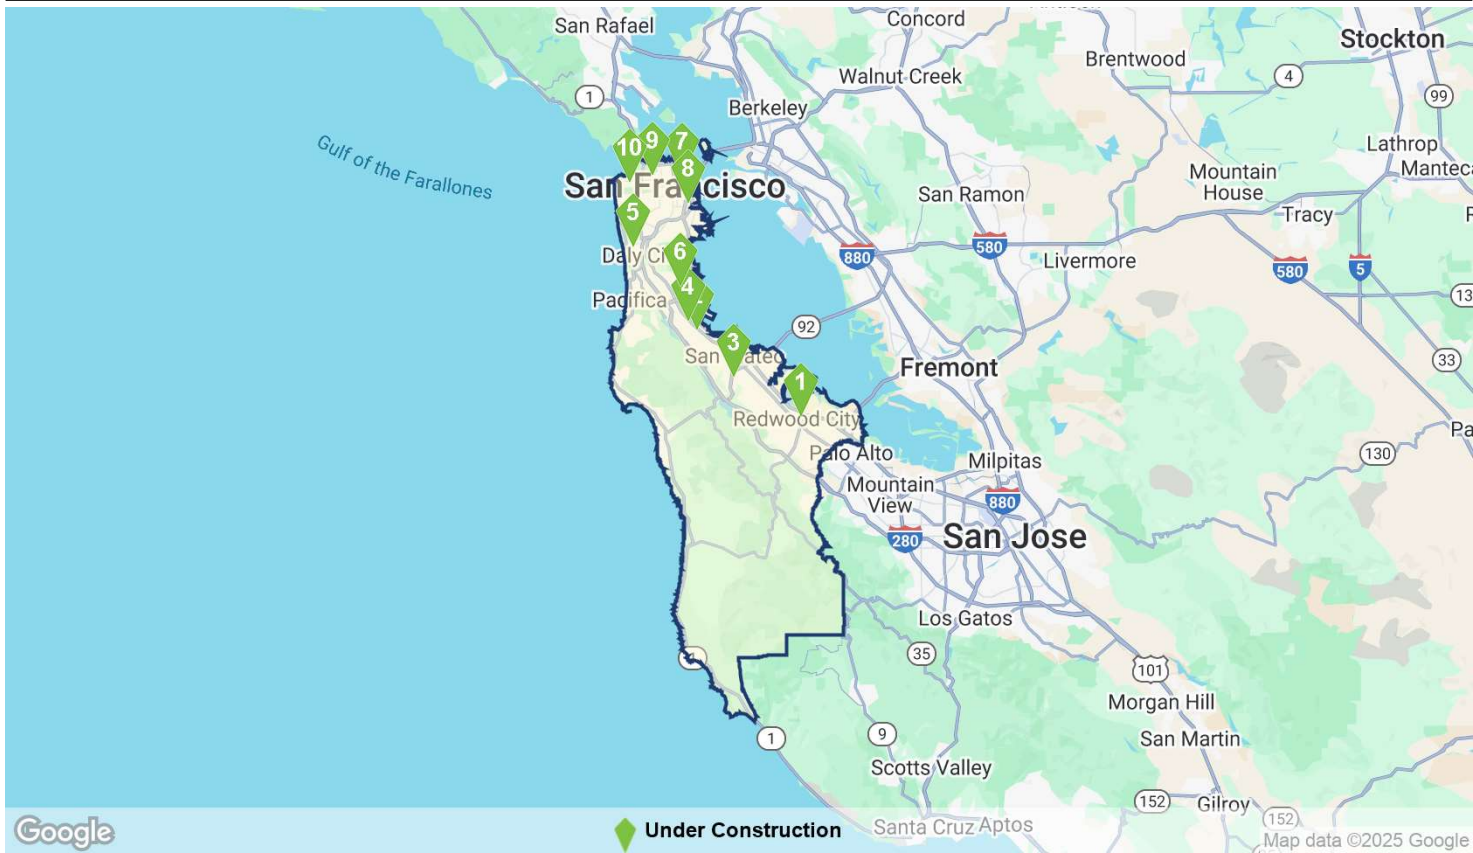 San Rafael
Concord
Stockton
Brentwood
4
Walnut Creek
1
99
Berkeley
Gulf of the Farallones
10
9
7
Lathrop
8
Mountain
House
San Francisco
San Ramon
Tracy
5
580
880
Livermore
Daly
6
580
5
4
Pacifica
92
3
San Mateo
Fremont
33
1
Redwood City
Palo Alto
130
Milpitas
Mountain
View
880
280
San Jose
Los Gatos
35
101
Morgan Hill
1
9
San Martin
Scotts Valley
152
Gilroy
152
Google
Under Construction
Santa Cruz
Aptos
Map data ©2025 Google